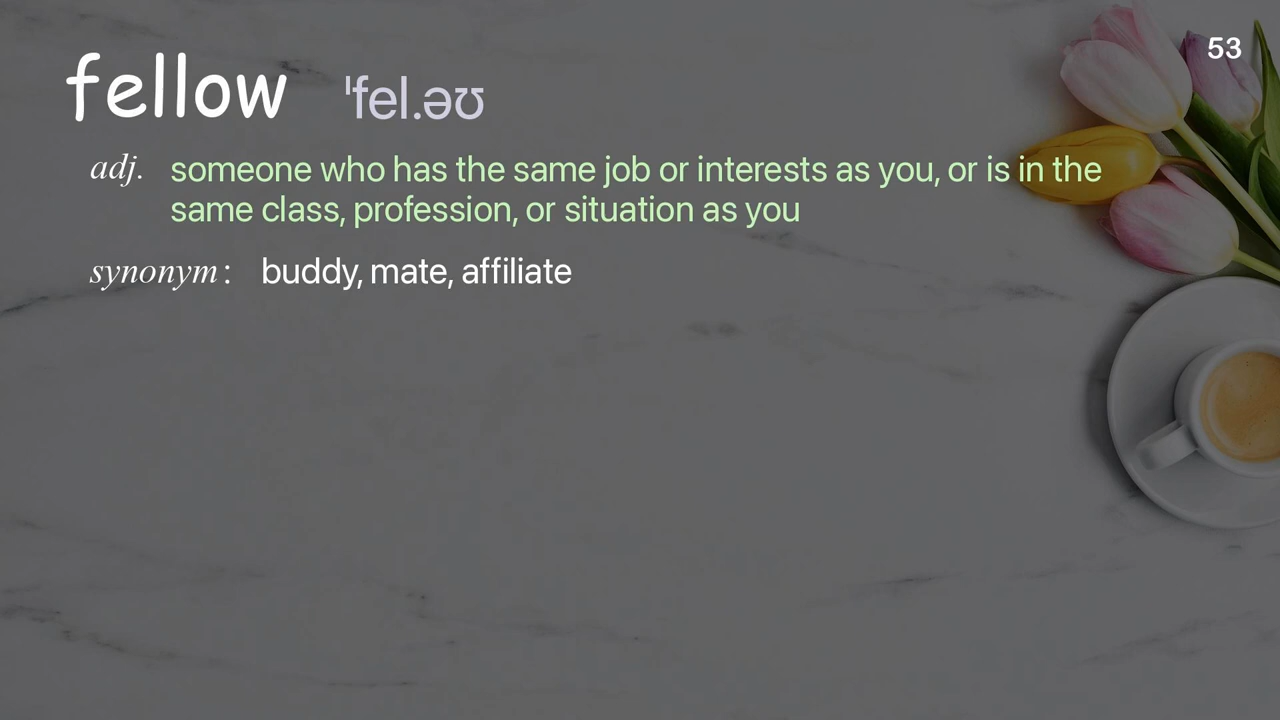 53
fellow ˈfel.əʊ
adj. someone who has the same job or interests as you, or is in the
same class, profession, or situation as you
synonym: buddy, mate, affiliate